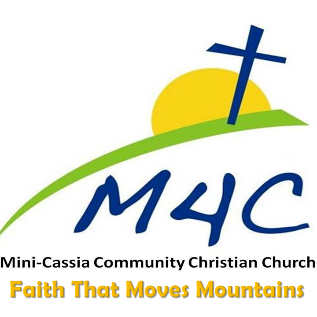 M4C
Mini-Cassia Community Christian Church
Faith That Moves Mountains